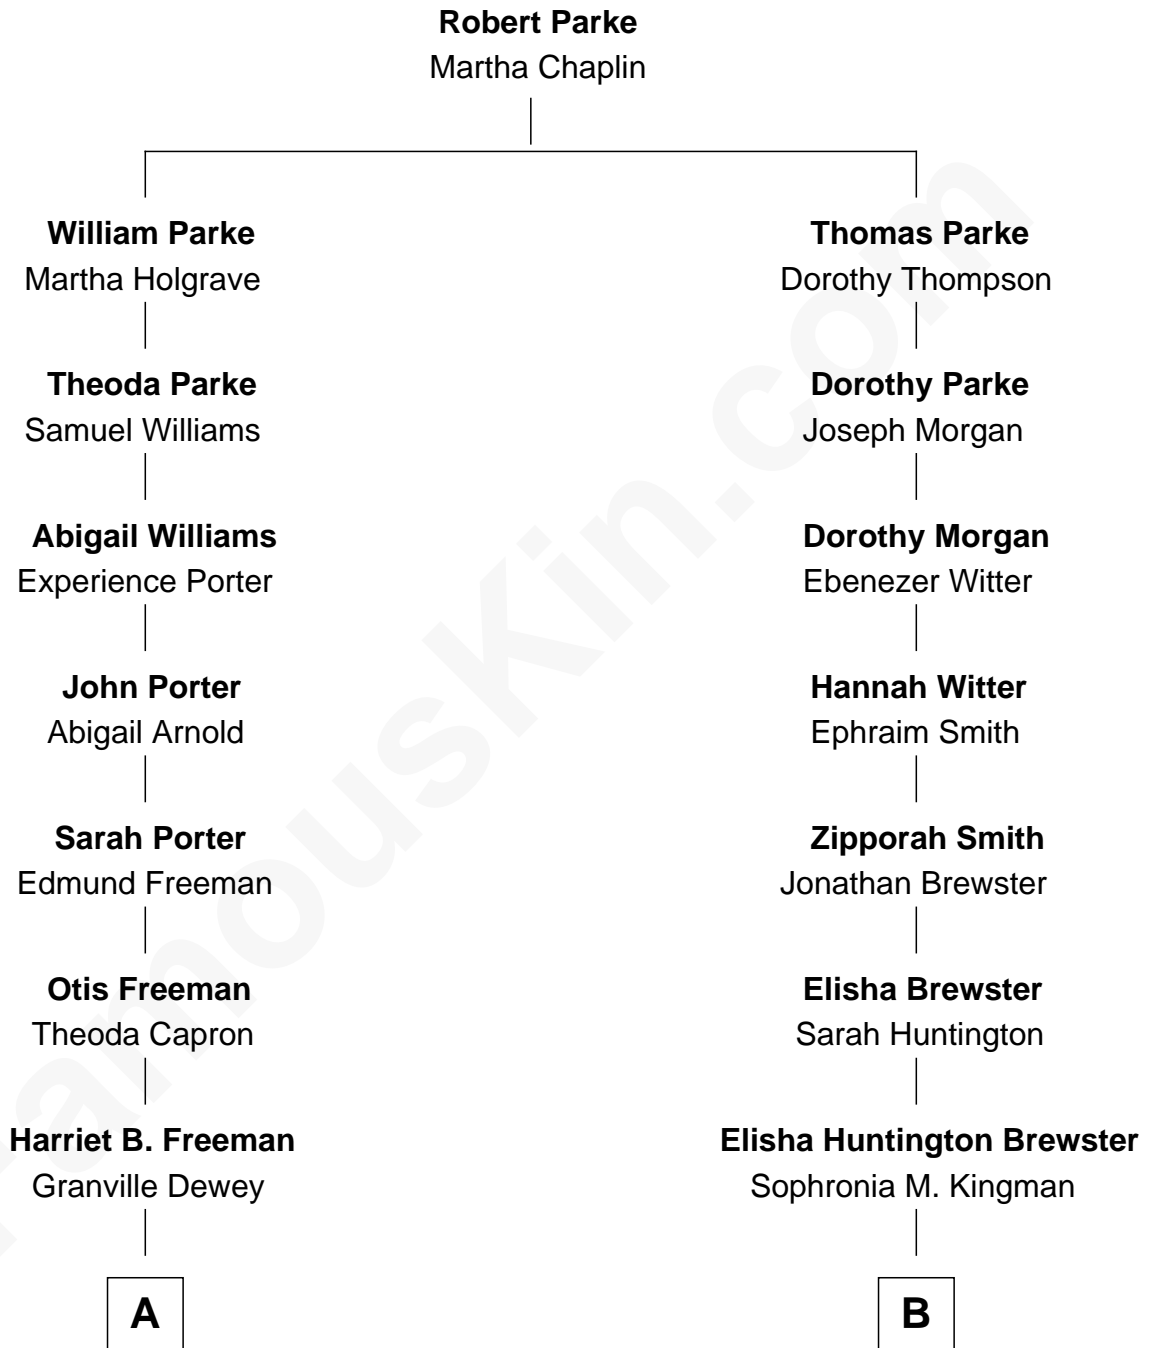 Robert Parke
Martha Chaplin
William Parke
Martha Holgrave
Thomas Parke
Dorothy Thompson
Theoda Parke
Samuel Williams
Dorothy Parke
Joseph Morgan
Abigail Williams
Experience Porter
Dorothy Morgan
Ebenezer Witter
John Porter
Abigail Arnold
Hannah Witter
Ephraim Smith
Sarah Porter
Edmund Freeman
Zipporah Smith
Jonathan Brewster
Otis Freeman
Theoda Capron
Elisha Brewster
Sarah Huntington
Harriet B. Freeman
Granville Dewey
Elisha Huntington Brewster
Sophronia M. Kingman
A
B
FamousKin.com